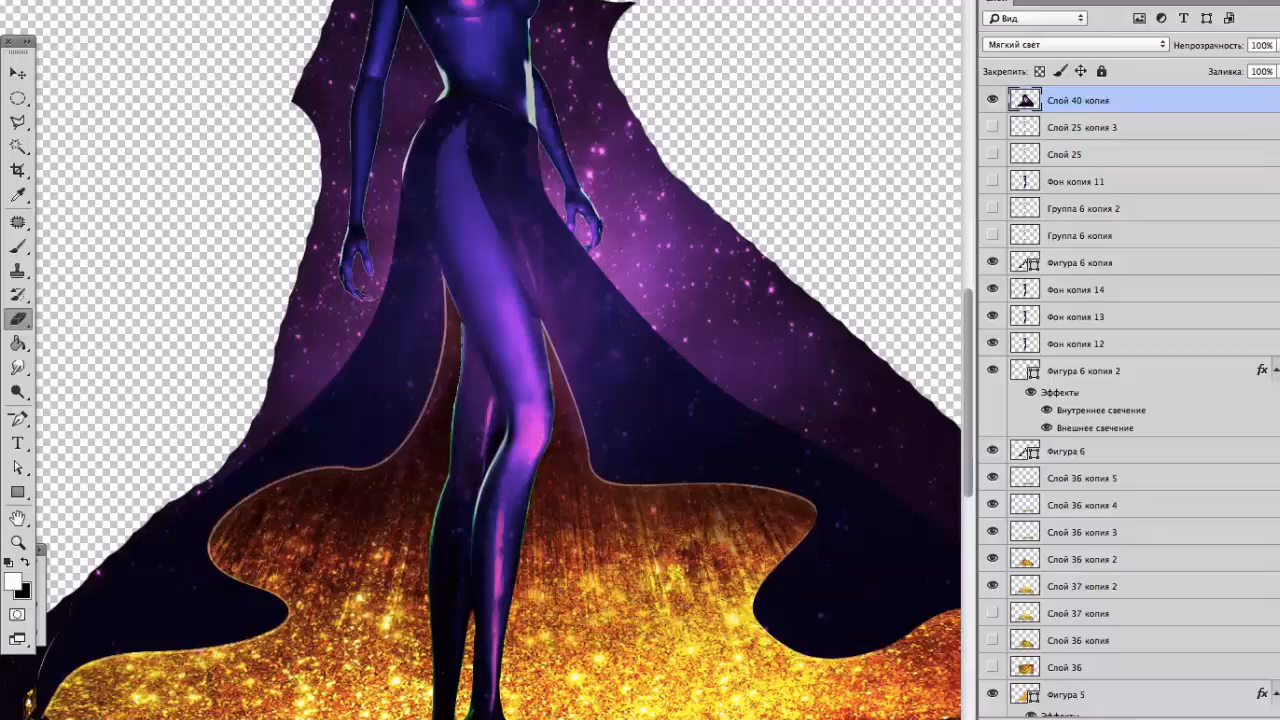 Вид
Мягкий свет
Непрозрачность: 100%
Закрепить:
Заливка: 100%
Слой 40 копия
Слой 25 копия 3
Слой 25
Фон копия 11
Группа 6 копия 2
Группа 6 копия
Фигура 6 копия
Фон копия 14
Фон копия 13
Фон копия 12
Фигура 6 копия 2
fx
Эффекты
Внутреннее свечение
Внешнее свечение
Фигура 6
Слой 36 копия 5
Слой 36 копия 4
Слой 36 копия 3
Слой 36 копия 2
Слой 37 копия 2
Слой 37 копия
Слой 36 копия
Слой 36
Фигура 5
fx